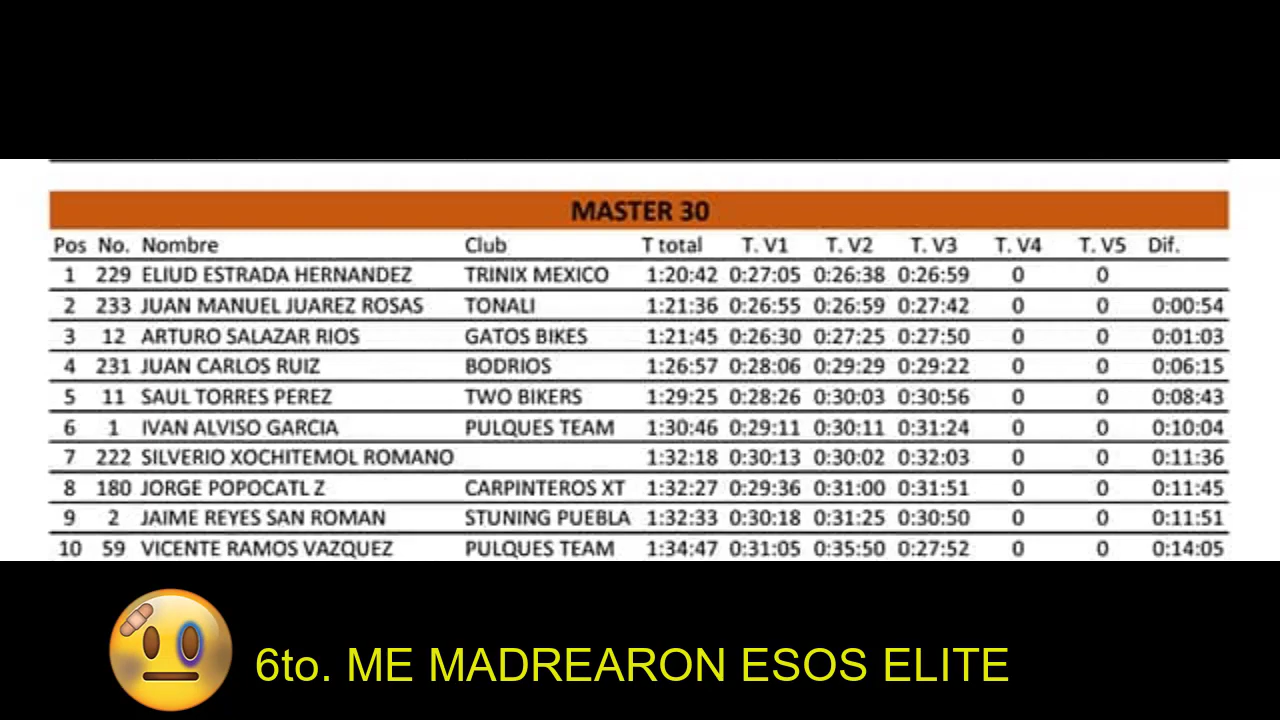 MASTER 30
Pos No. Nombre Club T total T. V1 T. V2 T. V3 T. V4 T. V5 Dif.
1 229 ELIUD ESTRADA HERNANDEZ TRINIX MEXICO 1:20:42 0:27:05 0:26:38 0:26:59 0 0
2 233 JUAN MANUEL JUAREZ ROSAS TONALI 1:21:36 0:26:55 0:26:59 0:27:42 0 0 0:00:54
3 12 ARTURO SALAZAR RIOS GATOS BIKES 1:21:45 0:26:30 0:27:25 0:27:50 0 0 0:01:03
4 231 JUAN CARLOS RUIZ BODRIOS 1:26:57 0:28:06 0:29:29 0:29:22 0 0 0:06:15
5 11 SAUL TORRES PEREZ TWO BIKERS 1:29:25 0:28:26 0:30:03 0:30:56 0 0 0:08:43
6 1 IVAN ALVISO GARCIA PULQUES TEAM 1:30:46 0:29:11 0:30:11 0:31:24 0 0 0:10:04
7 222 SILVERIO XOCHITEMOL ROMANO 1:32:18 0:30:13 0:30:02 0:32:03 0 0 0:11:36
8 180 JORGE POPOCATL Z CARPINTEROS XT 1:32:27 0:29:36 0:31:00 0:31:51 0 0 0:11:45
9 2 JAIME REYES SAN ROMAN STUNING PUEBLA 1:32:33 0:30:18 0:31:25 0:30:50 0 0 0:11:51
10 59 VICENTE RAMOS VAZQUEZ PULQUES TEAM 1:34:47 0:31:05 0:35:50 0:27:52 0 0 0:14:05
6to. ME MADREARON ESOS ELITE